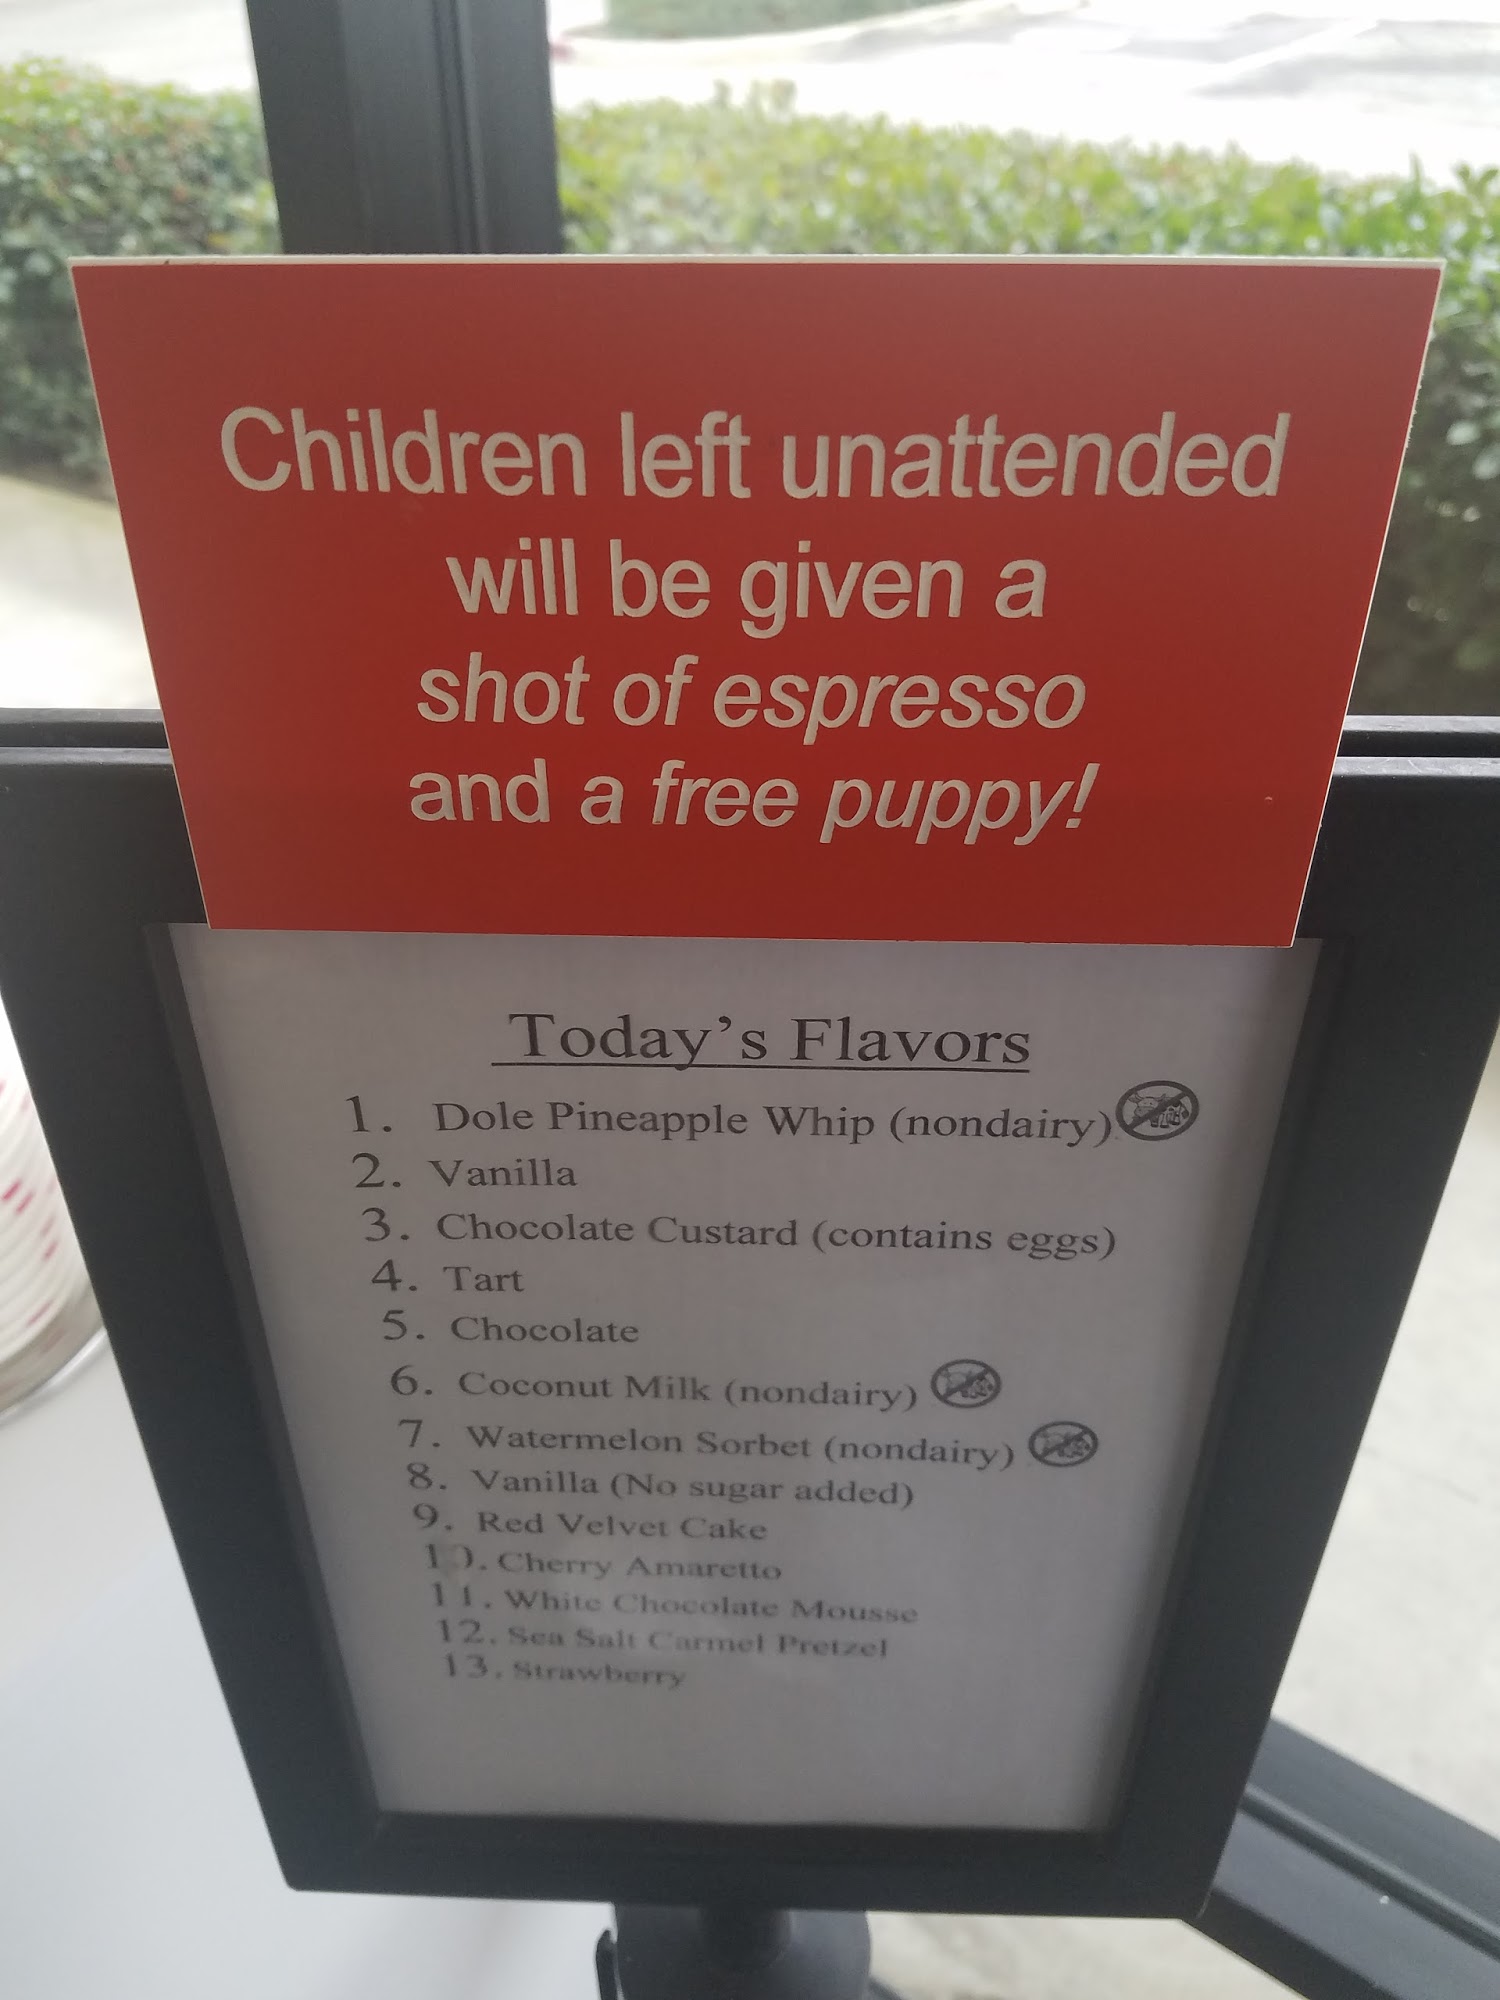 Children left unattended
will be given a
shot of espresso
and a free puppy!
Today's Flavors
1. Dole Pineapple Whip (nondairy)
2. Vanilla
3. Chocolate Custard (contains eggs)
4. Tart
5. Chocolate
6. Coconut Milk (nondairy)
7. Watermelon Sorbet (nondairy)
8. Vanilla (No sugar added)
9. Red Velvet Cake
10. Cherry Amaretto
11. White Chocolate Mousse
12. Sea Salt Carmel Pretzel
13. Strawberry